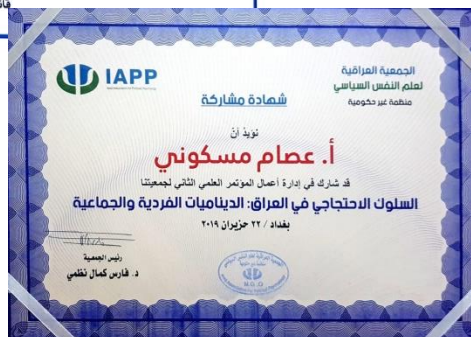 IAPP
الجمعية العراقية
لعلم النفس السياسي
منظمة غير حكومية
شهادة مشاركة
نؤيد أنّ
أ. عصام مسكوني
قد شارك في إدارة أعمال المؤتمر العلمي الثاني لجمعيتنا
السلوك الاحتجاجي في العراق: الديناميات الفردية والجماعية
بغداد / ٢٢ حزيران ٢٠١٩
رئيس الجمعية
د. فارس كمال نظمي
N.G.O